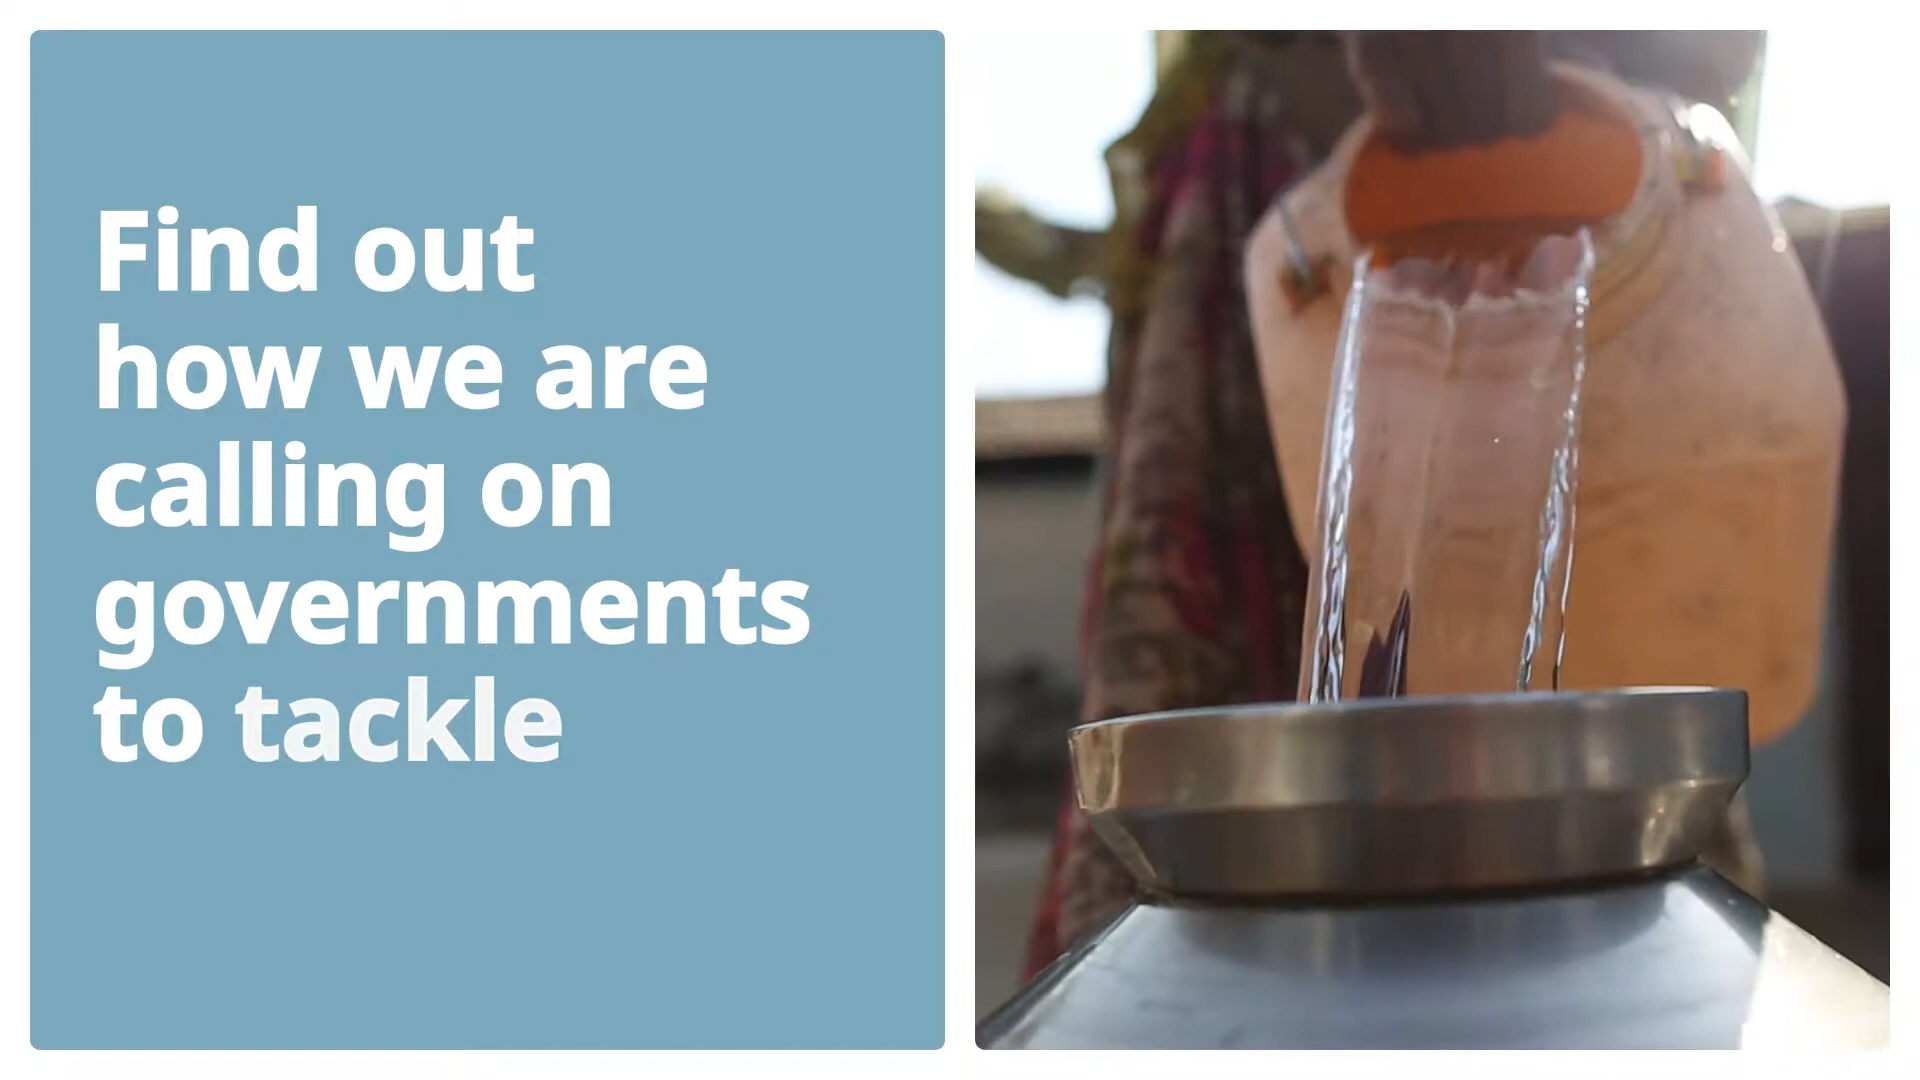 Find out
how we are
calling on
governments
to tackle